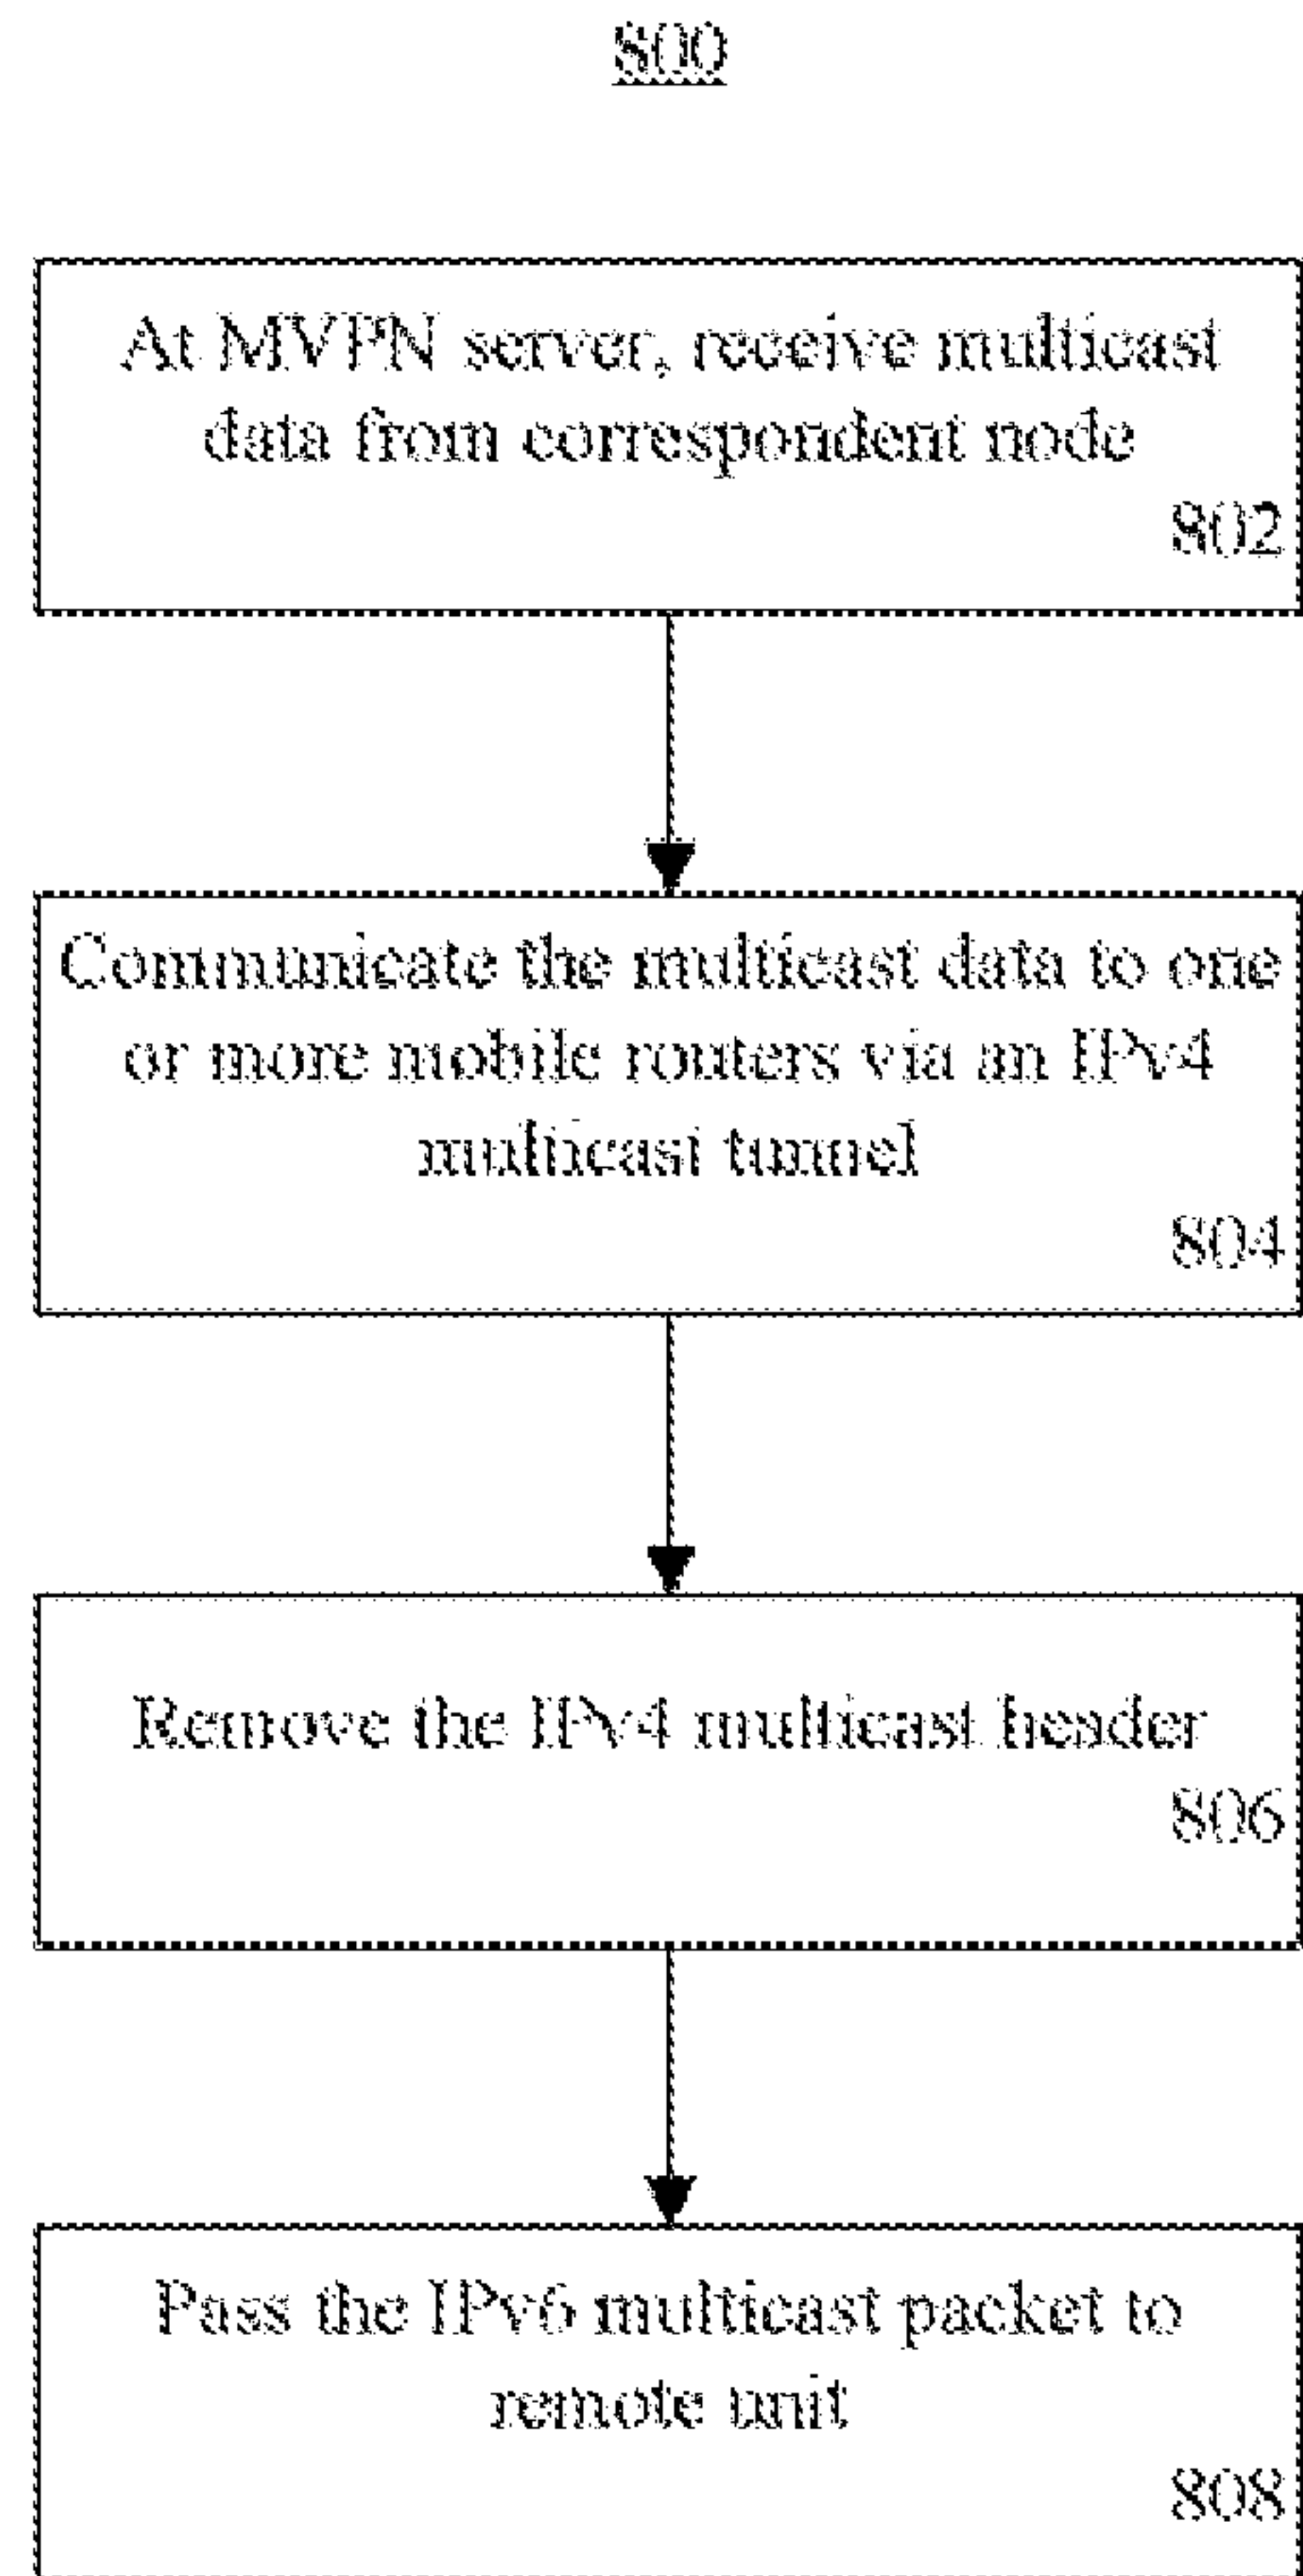 800
At MVPN server, receive multicast
data from correspondent node
802
Communicate the multicast data to one
or more mobile routers via an IPv4
multicast tunnel
804
Remove the IPv4 multicast header
806
Pass the IPv6 multicast packet to
remote unit
808